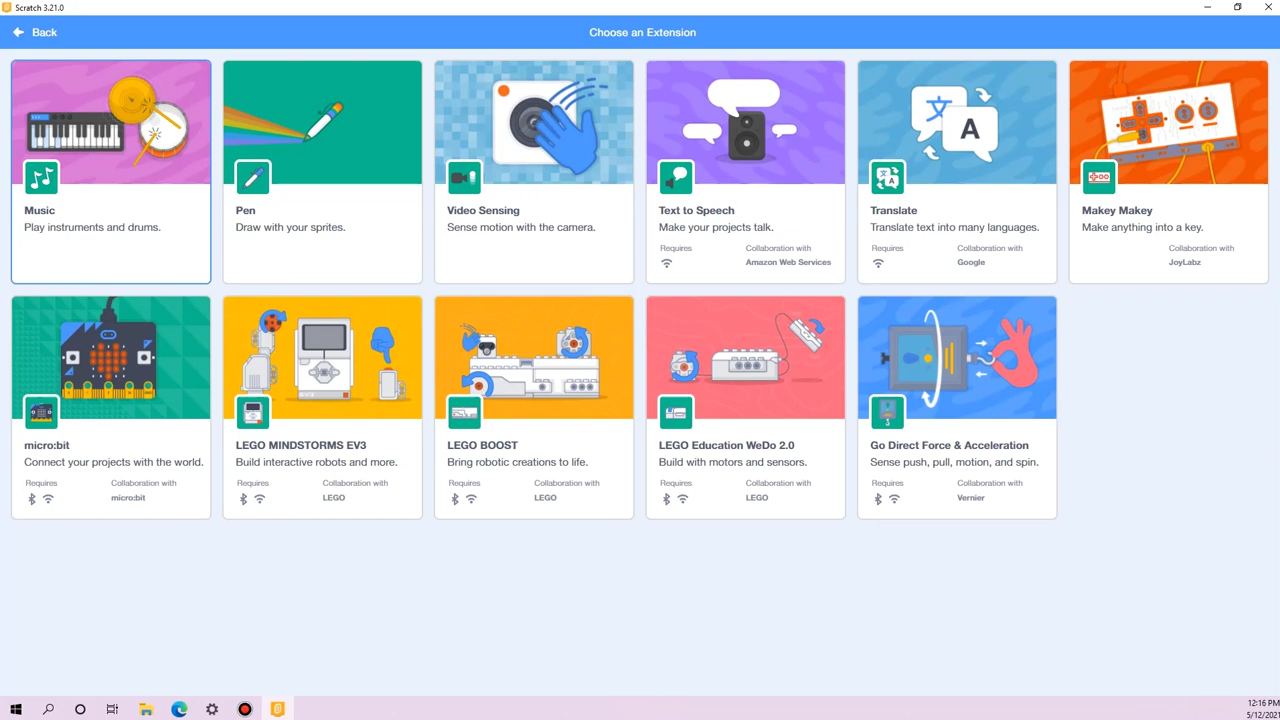 Scratch 3.21.0
Back
Choose an Extension
Music
Play instruments and drums.
Pen
Draw with your sprites.
Video Sensing
Sense motion with the camera.
Text to Speech
Make your projects talk.
Requires
Collaboration with
Amazon Web Services
Translate
Translate text into many languages.
Requires
Collaboration with
Google
Makey Makey
Make anything into a key.
Collaboration with
JoyLabz
micro:bit
Connect your projects with the world.
Requires
Collaboration with
micro:bit
LEGO MINDSTORMS EV3
Build interactive robots and more.
Requires
Collaboration with
LEGO
LEGO BOOST
Bring robotic creations to life.
Requires
Collaboration with
LEGO
LEGO Education WeDo 2.0
Build with motors and sensors.
Requires
Collaboration with
LEGO
Go Direct Force & Acceleration
Sense push, pull, motion, and spin.
Requires
Collaboration with
Vernier
文
A
12:16 PM
5/12/2021